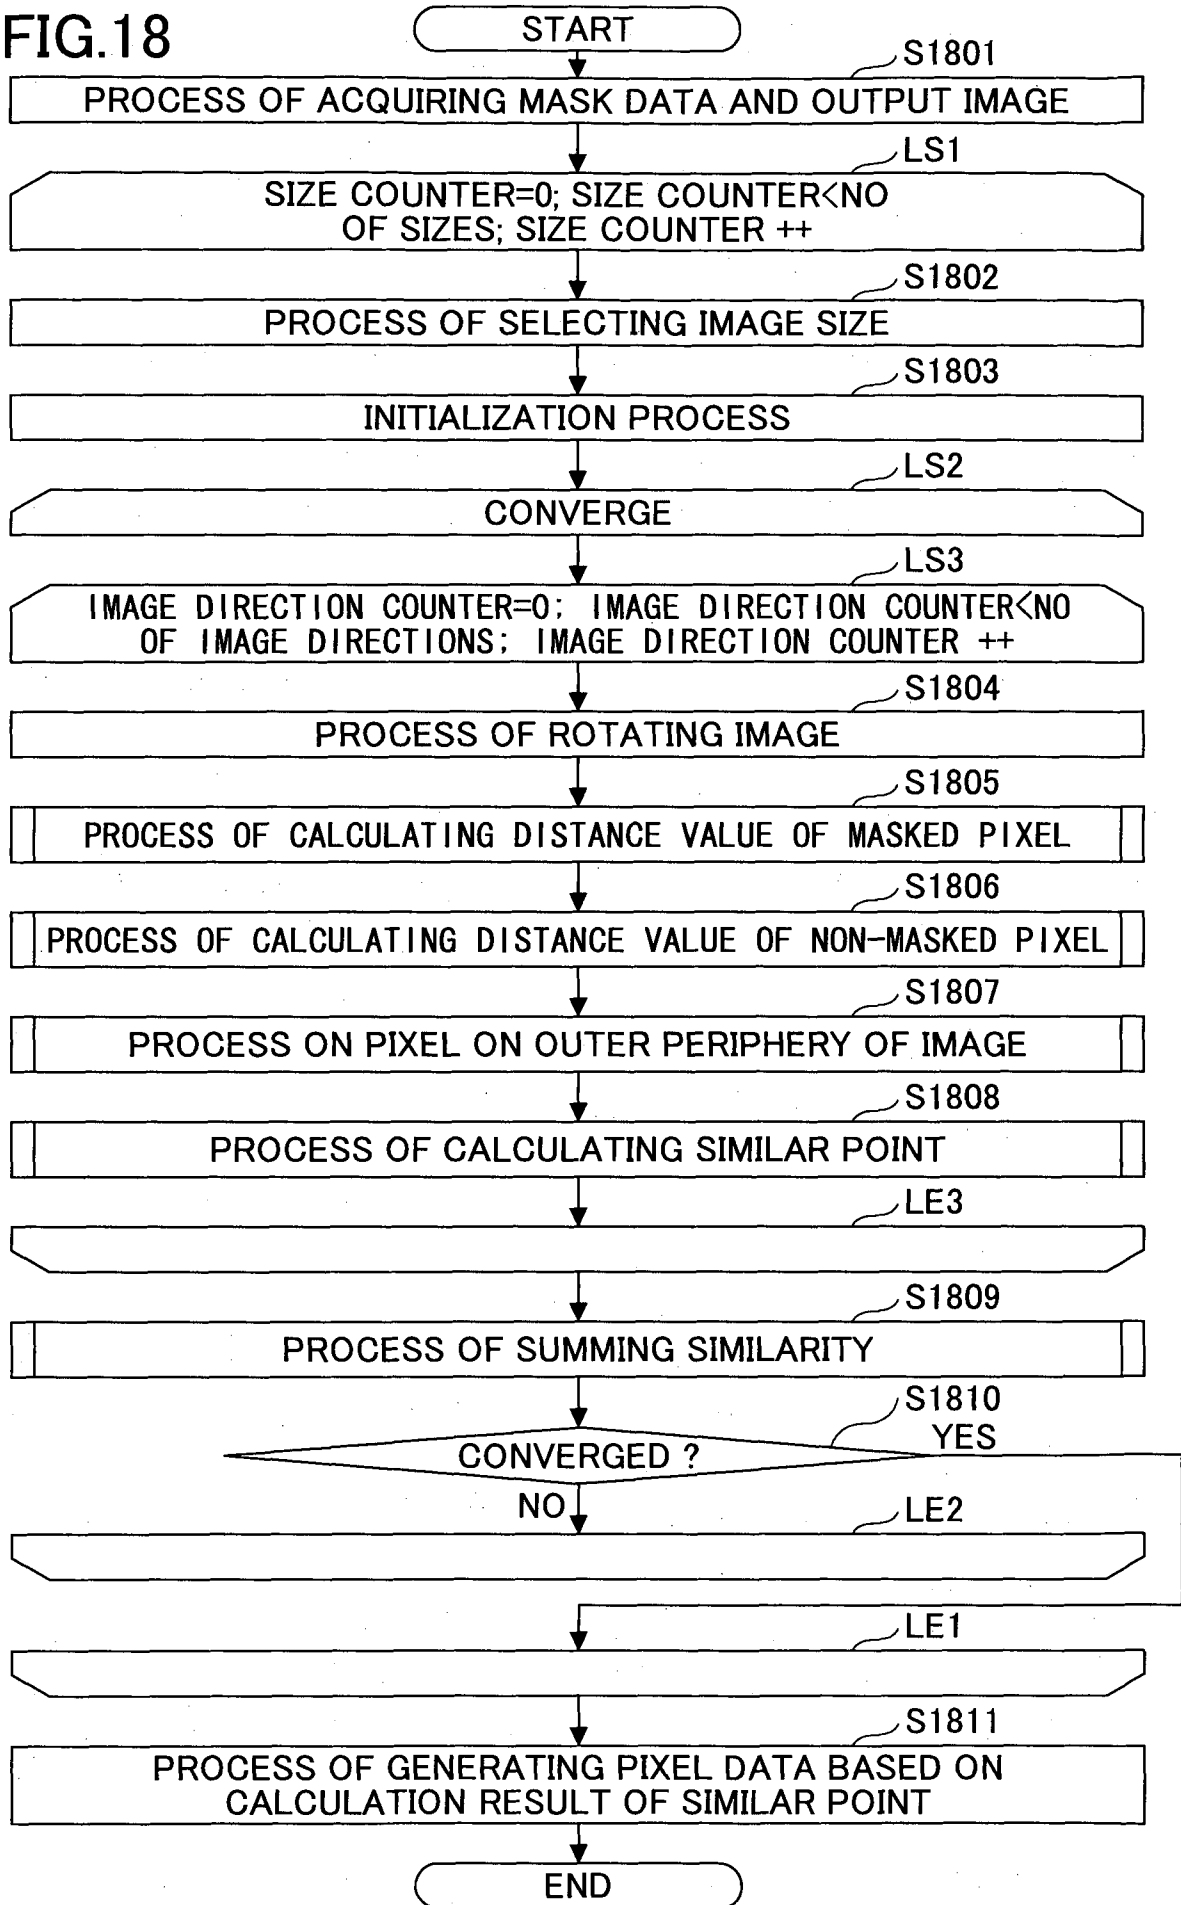 FIG.18
START
S1801
PROCESS OF ACQUIRING MASK DATA AND OUTPUT IMAGE
LS1
SIZE COUNTER=0; SIZE COUNTER<NO
OF SIZES; SIZE COUNTER ++
S1802
PROCESS OF SELECTING IMAGE SIZE
S1803
INITIALIZATION PROCESS
LS2
CONVERGE
LS3
IMAGE DIRECTION COUNTER=0; IMAGE DIRECTION COUNTER<NO
OF IMAGE DIRECTIONS; IMAGE DIRECTION COUNTER ++
S1804
PROCESS OF ROTATING IMAGE
S1805
PROCESS OF CALCULATING DISTANCE VALUE OF MASKED PIXEL
S1806
PROCESS OF CALCULATING DISTANCE VALUE OF NON-MASKED PIXEL
S1807
PROCESS ON PIXEL ON OUTER PERIPHERY OF IMAGE
S1808
PROCESS OF CALCULATING SIMILAR POINT
LE3
S1809
PROCESS OF SUMMING SIMILARITY
S1810
CONVERGED ?
YES
NO
LE2
LE1
S1811
PROCESS OF GENERATING PIXEL DATA BASED ON
CALCULATION RESULT OF SIMILAR POINT
END